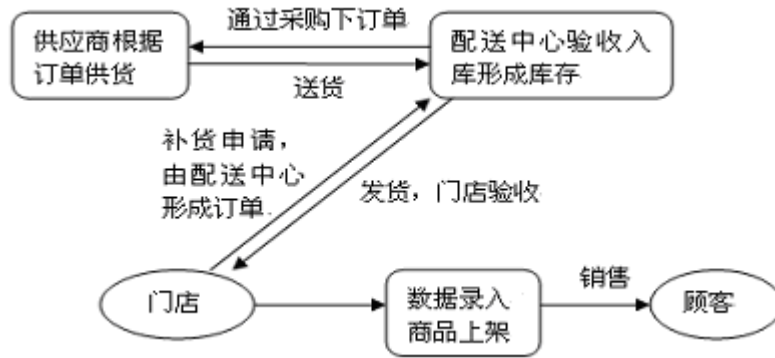 通过采购下订单
供应商根据
订单供货
配送中心验收入
库形成库存
送货
补货申请，
由配送中心
形成订单
发货，门店验收
门店
数据录入
商品上架
销售
顾客